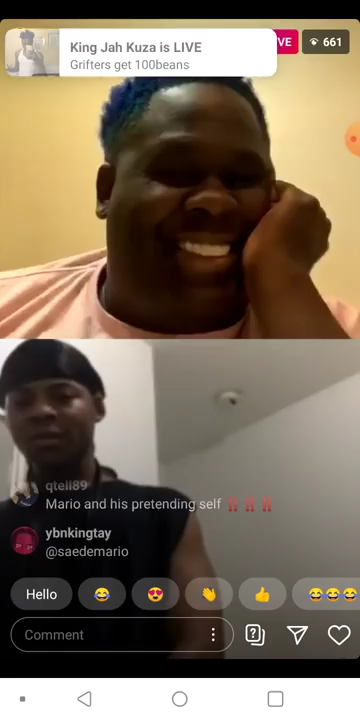 King Jah Kuza is LIVE
VE 661
Grifters get 100beans
qtell89
Mario and his pretending self ‼️‼️‼️
ybnkingtay
@saedemario
Hello 😂 😍 👏 👍 😂😂😂
Comment